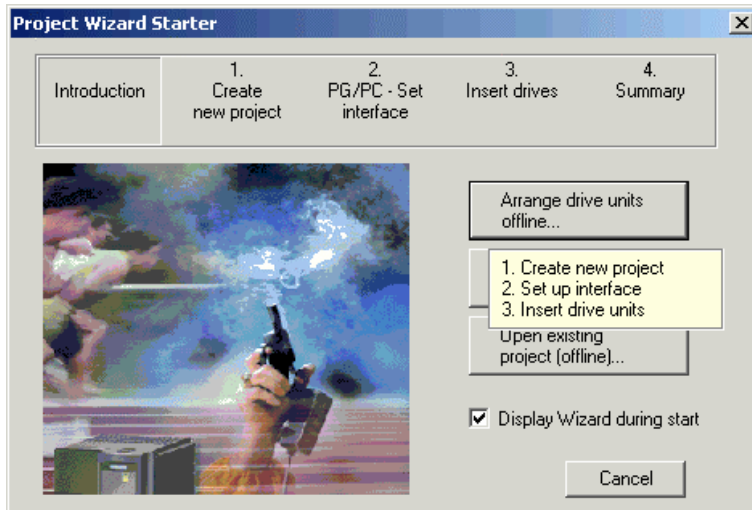 Project Wizard Starter
Introduction
1.
Create
new project
2.
PG/PC - Set
interface
3.
Insert drives
4.
Summary
Arrange drive units
offline...
1. Create new project
2. Set up interface
3. Insert drive units
Open existing
project (offline)...
Display Wizard during start
Cancel